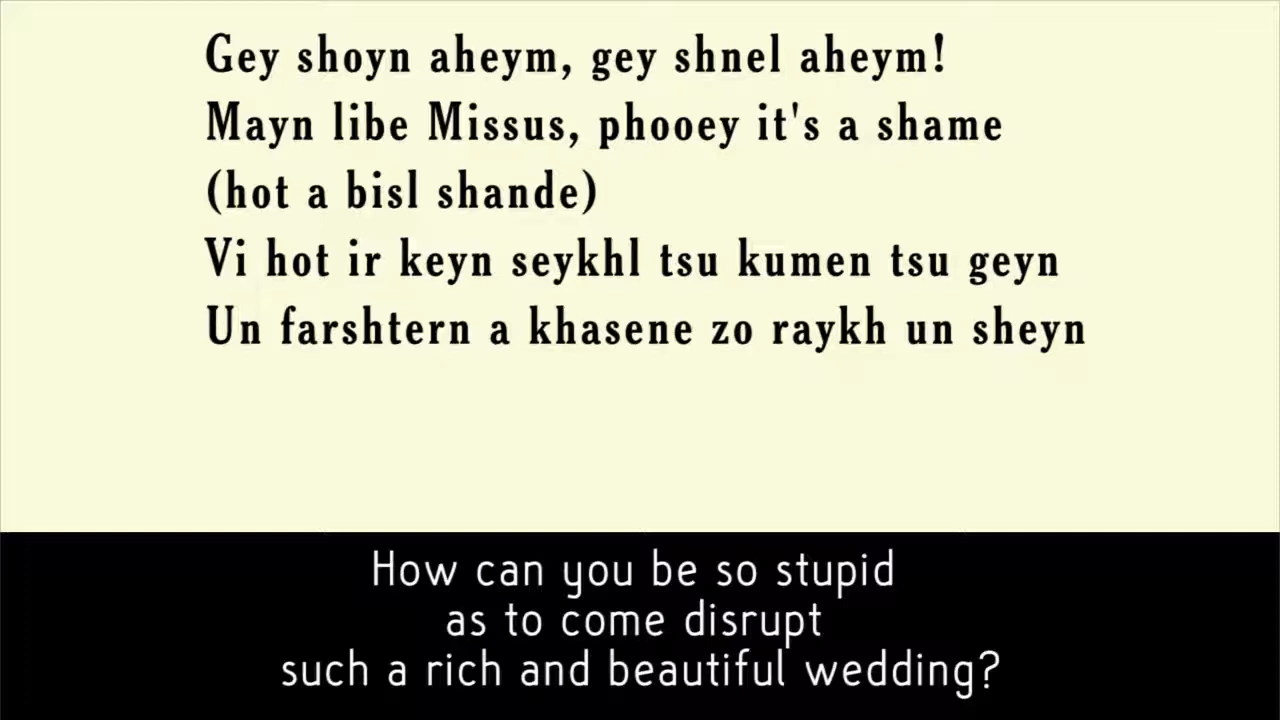 Gey shoyn aheym, gey shnel aheym!
Mayn libe Missus, phooey it's a shame
(hot a bisl shande)
Vi hot ir keyn seykhl tsu kumen tsu geyn
Un farshtern a khasene zo raykh un sheyn
How can you be so stupid
as to come disrupt
such a rich and beautiful wedding?